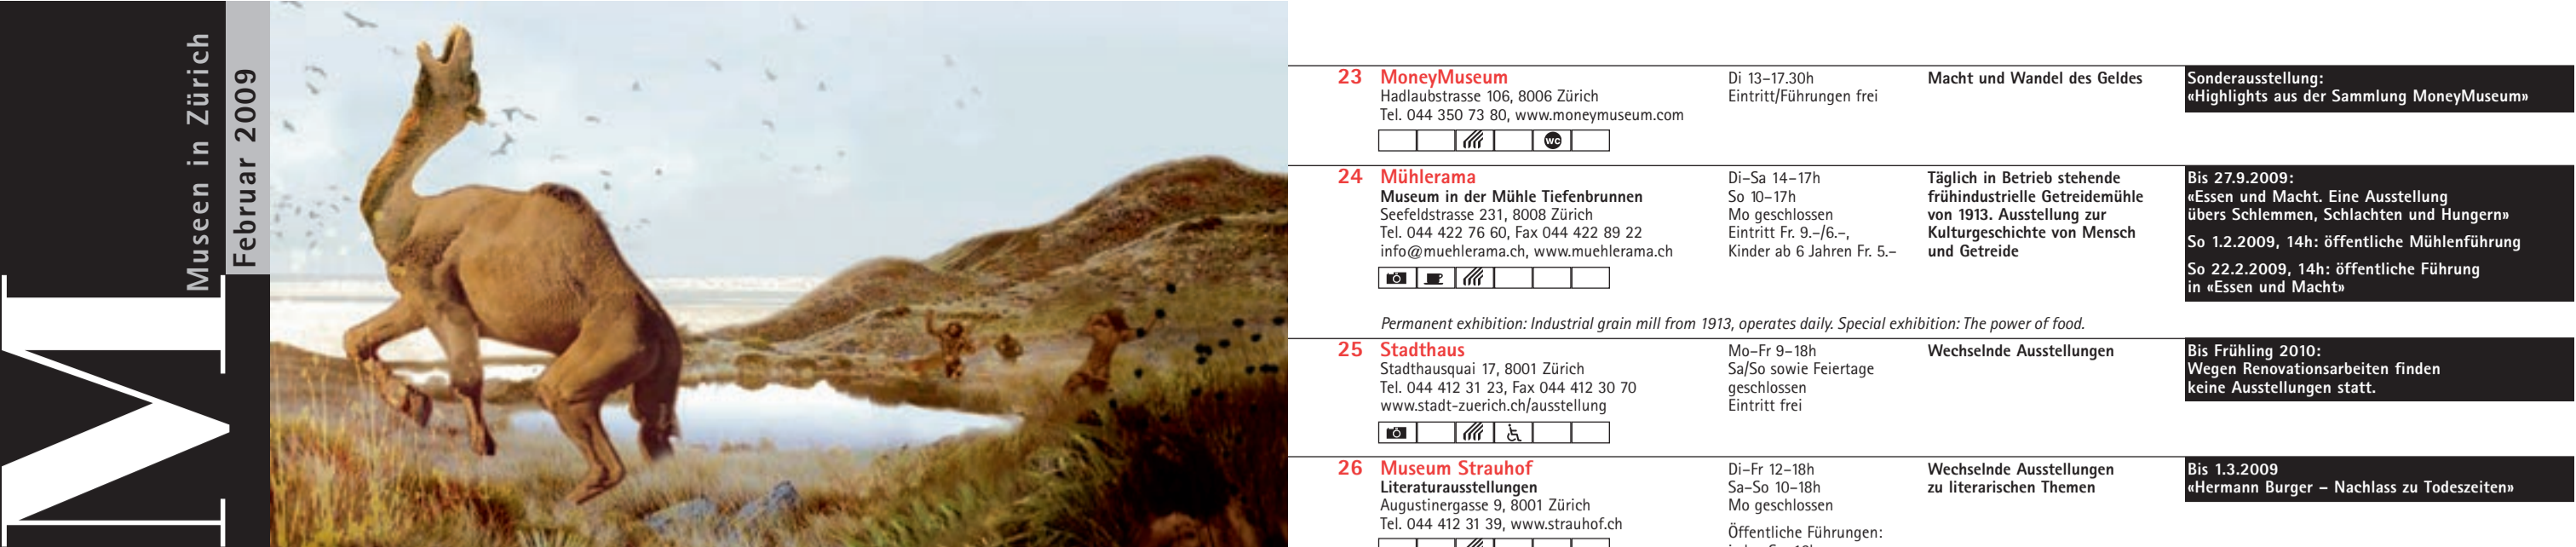 M
Museen in Zürich
Februar 2009
23 MoneyMuseum
Hadlaubstrasse 106, 8006 Zürich
Tel. 044 350 73 80, www.moneymuseum.com
WC
Di 13–17.30h
Eintritt/Führungen frei
Macht und Wandel des Geldes
Sonderausstellung:
«Highlights aus der Sammlung MoneyMuseum»
24 Mühlerama
Museum in der Mühle Tiefenbrunnen
Seefeldstrasse 231, 8008 Zürich
Tel. 044 422 76 60, Fax 044 422 89 22
info@muehlerama.ch, www.muehlerama.ch
Di–Sa 14–17h
So 10–17h
Mo geschlossen
Eintritt Fr. 9.–/6.–,
Kinder ab 6 Jahren Fr. 5.–
Täglich in Betrieb stehende
frühindustrielle Getreidemühle
von 1913. Ausstellung zur
Kulturgeschichte von Mensch
und Getreide
Bis 27.9.2009:
«Essen und Macht. Eine Ausstellung
übers Schlemmen, Schlachten und Hungern»
So 1.2.2009, 14h: öffentliche Mühlenführung
So 22.2.2009, 14h: öffentliche Führung
in «Essen und Macht»
Permanent exhibition: Industrial grain mill from 1913, operates daily. Special exhibition: The power of food.
25 Stadthaus
Stadthausquai 17, 8001 Zürich
Tel. 044 412 31 23, Fax 044 412 30 70
www.stadt-zuerich.ch/ausstellung
Mo–Fr 9–18h
Sa/So sowie Feiertage
geschlossen
Eintritt frei
Wechselnde Ausstellungen
Bis Frühling 2010:
Wegen Renovationsarbeiten finden
keine Ausstellungen statt.
26 Museum Strauhof
Literaturausstellungen
Augustinergasse 9, 8001 Zürich
Tel. 044 412 31 39, www.strauhof.ch
Di–Fr 12–18h
Sa–So 10–18h
Mo geschlossen
Öffentliche Führungen:
Wechselnde Ausstellungen
zu literarischen Themen
Bis 1.3.2009
«Hermann Burger – Nachlass zu Todeszeiten»